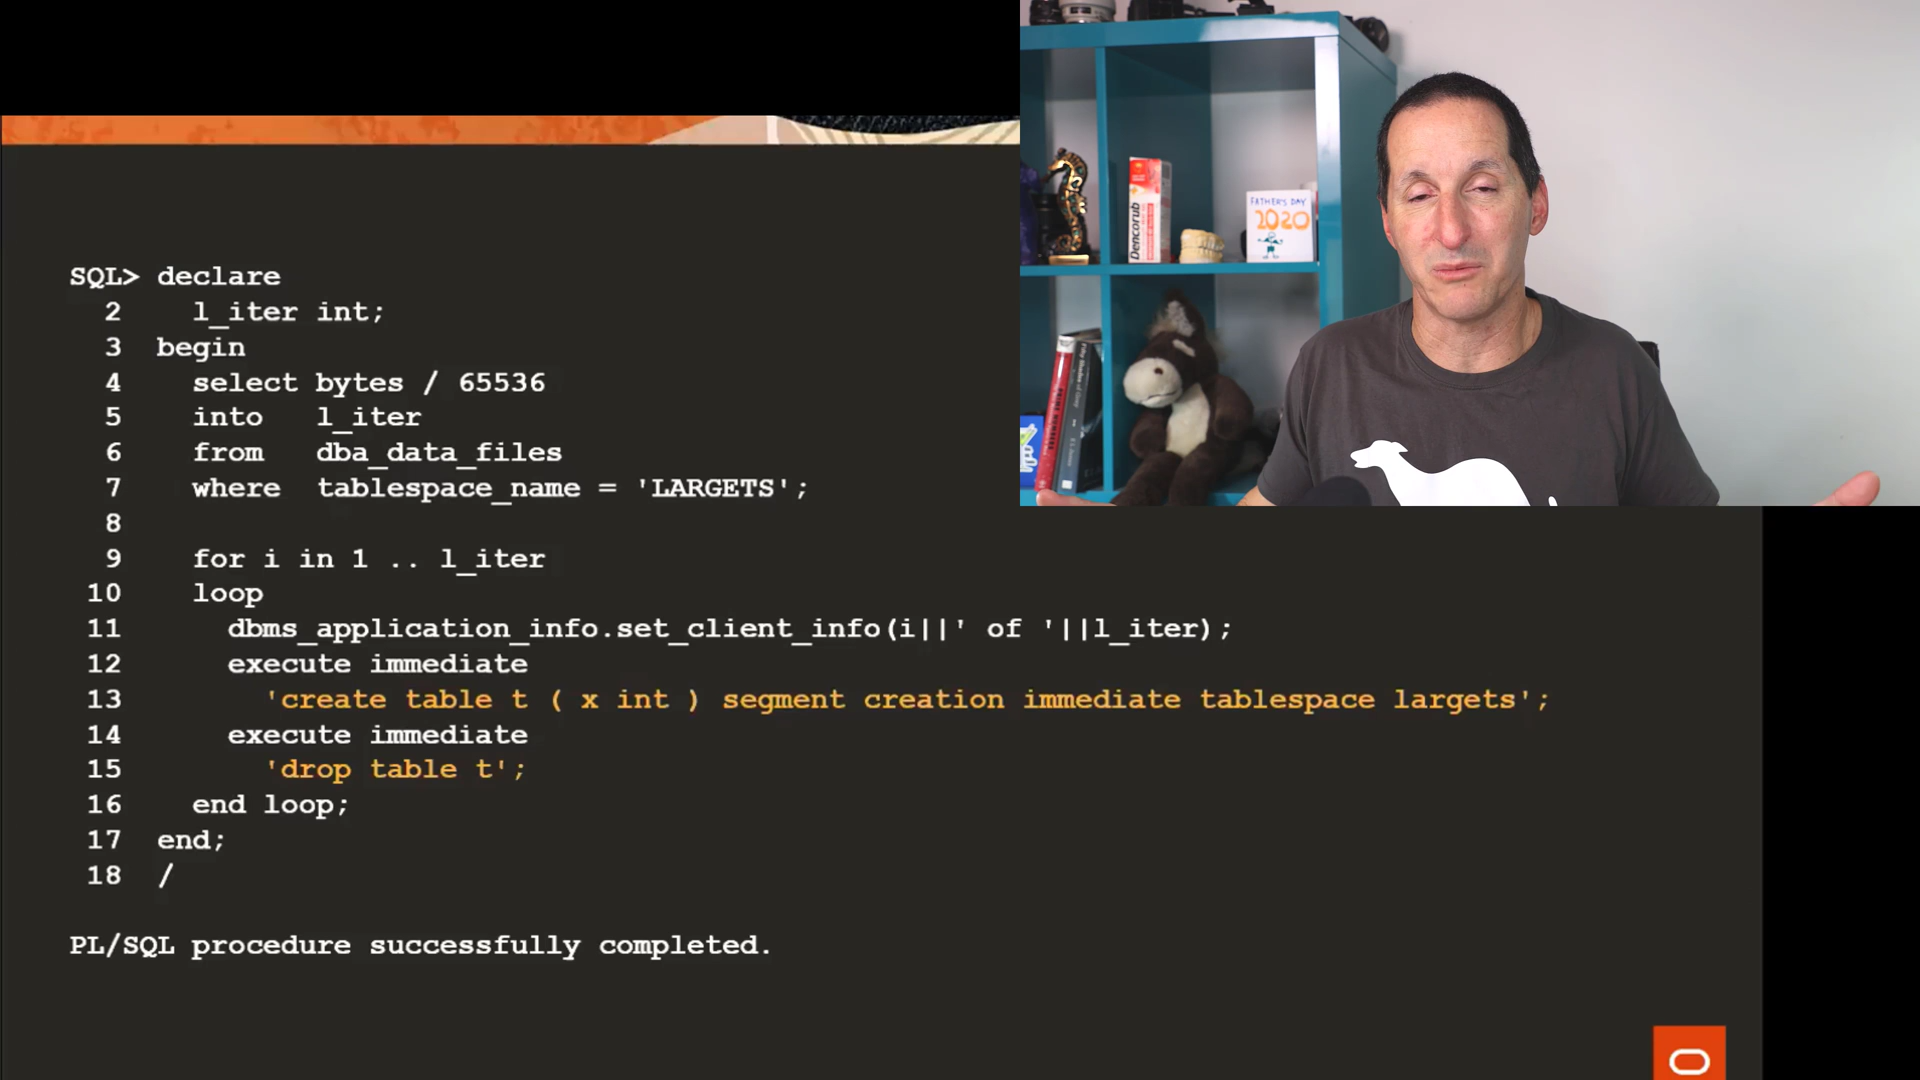 SQL> declare
2 l_iter int;
3 begin
4 select bytes / 65536
5 into l_iter
6 from dba_data_files
7 where tablespace_name = 'LARGETS';
8
9 for i in 1 .. l_iter
10 loop
11 dbms_application_info.set_client_info(i||' of '||l_iter);
12 execute immediate
13 'create table t ( x int ) segment creation immediate tablespace largets';
14 execute immediate
15 'drop table t';
16 end loop;
17 end;
18 /
PL/SQL procedure successfully completed.
Dencorub
FATHER'S DAY
2020